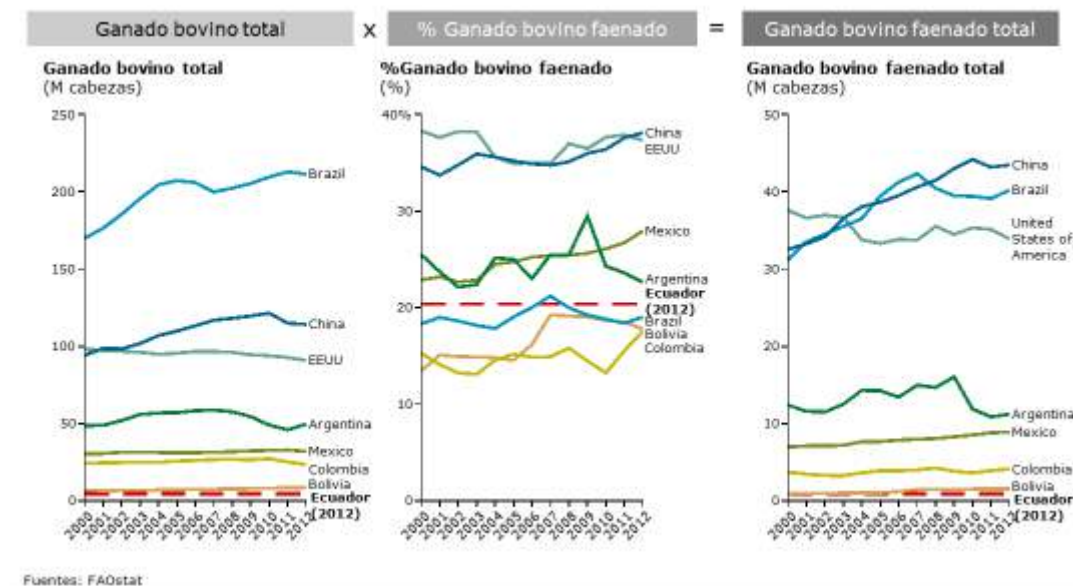 Ganado bovino total x % Ganado bovino faenado = Ganado bovino faenado total
Ganado bovino total
(M cabezas)
250
200
150
100
50
0
Brazil
China
EEUU
Argentina
Mexico
Colombia
Bolivia
Ecuador
(2012)
2000 2001 2002 2003 2004 2005 2006 2007 2008 2009 2010 2011 2012
%Ganado bovino faenado
(%)
40%
30
20
10
0
China
EEUU
Mexico
Argentina
Ecuador
(2012)
Brazil
Bolivia
Colombia
2000 2001 2002 2003 2004 2005 2006 2007 2008 2009 2010 2011 2012
Ganado bovino faenado total
(M cabezas)
50
40
30
20
10
0
China
Brazil
United
States of
America
Argentina
Mexico
Colombia
Bolivia
Ecuador
(2012)
2000 2001 2002 2003 2004 2005 2006 2007 2008 2009 2010 2011
Fuentes: FAOstat